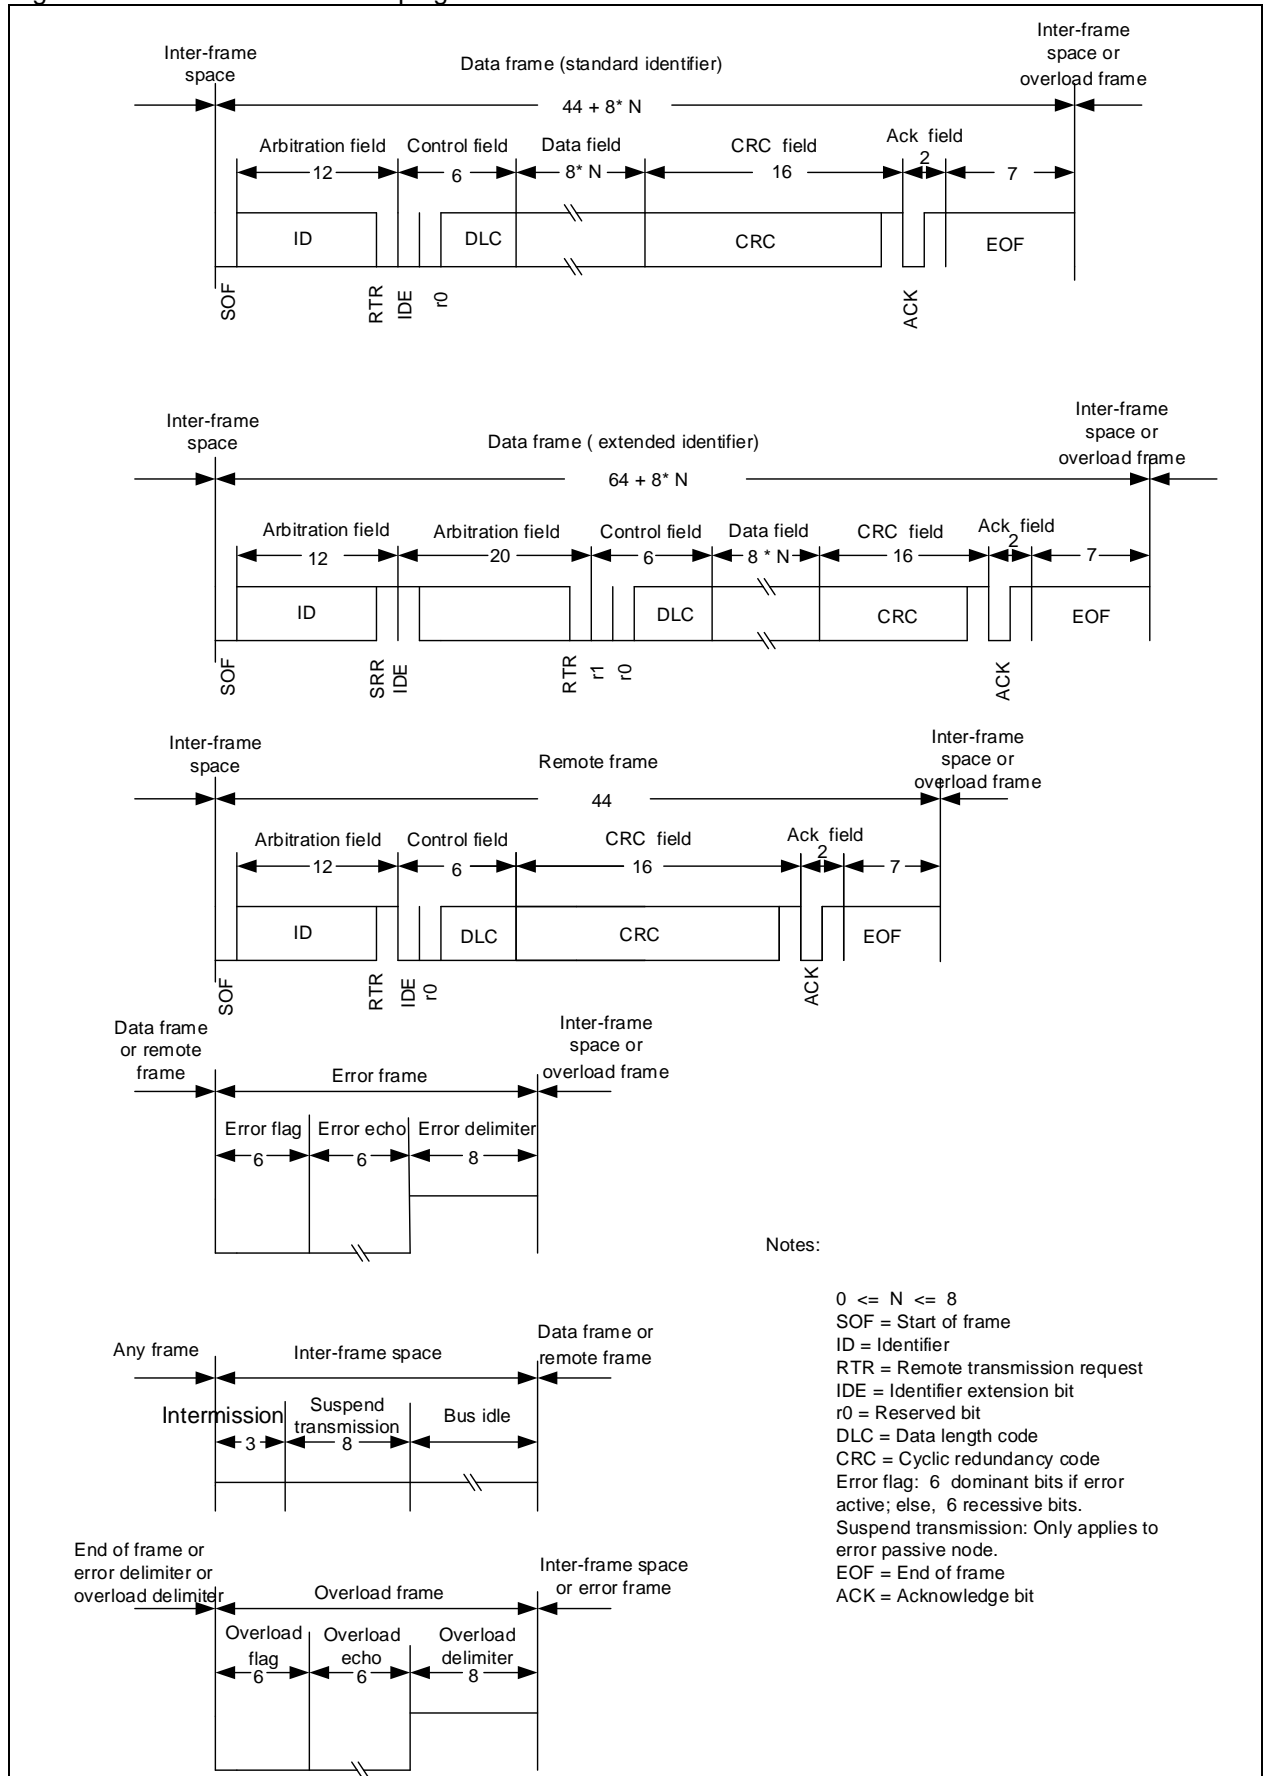 Inter-frame
space
Data frame (standard identifier)
Inter-frame
space or
overload frame
44 + 8* N
Arbitration field
Control field
Data field
CRC field
Ack field
12
6
8* N
16
2
7
ID
DLC
CRC
EOF
SOF
RTR
IDE
r0
ACK
Inter-frame
space
Data frame ( extended identifier)
Inter-frame
space or
overload frame
64 + 8* N
Arbitration field
Arbitration field
Control field
Data field
CRC field
Ack field
12
20
6
8 * N
16
2
7
ID
DLC
CRC
EOF
SOF
SRR
IDE
RTR
r1
r0
ACK
Inter-frame
space
Remote frame
Inter-frame
space or
overload frame
44
Arbitration field
Control field
CRC field
Ack field
12
6
16
2
7
ID
DLC
CRC
EOF
SOF
RTR
IDE
r0
ACK
Data frame
or remote
frame
Error frame
Inter-frame
space or
overload frame
Error flag
Error echo
Error delimiter
6
6
8
Any frame
Inter-frame space
Data frame or
remote frame
Intermission
Suspend
transmission
Bus idle
3
8
End of frame or
error delimiter or
overload delimiter
Overload frame
Inter-frame space
or error frame
Overload
flag
Overload
echo
Overload
delimiter
6
6
8
Notes:
0 <= N <= 8
SOF = Start of frame
ID = Identifier
RTR = Remote transmission request
IDE = Identifier extension bit
r0 = Reserved bit
DLC = Data length code
CRC = Cyclic redundancy code
Error flag: 6 dominant bits if error
active; else, 6 recessive bits.
Suspend transmission: Only applies to
error passive node.
EOF = End of frame
ACK = Acknowledge bit